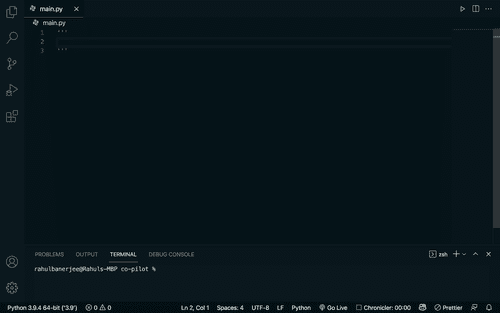 main.py
main.py
1 '''
2
3 '''
PROBLEMS OUTPUT TERMINAL DEBUG CONSOLE
zsh
rahulbanerjee@Rahuls-MBP co-pilot %
Python 3.9.4 64-bit ('3.9') 0 0 Ln 2, Col 1 Spaces: 4 UTF-8 LF Python Go Live Chronicler: 00:00 Prettier